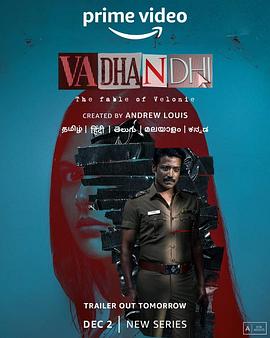 prime video
VADHANDHI
The fable of Velonie
CREATED BY ANDREW LOUIS
தமிழ் | हिंदी | తెలుగు | മലയാളം | ಕನ್ನಡ
TRAILER OUT TOMORROW
DEC 2 | NEW SERIES
A